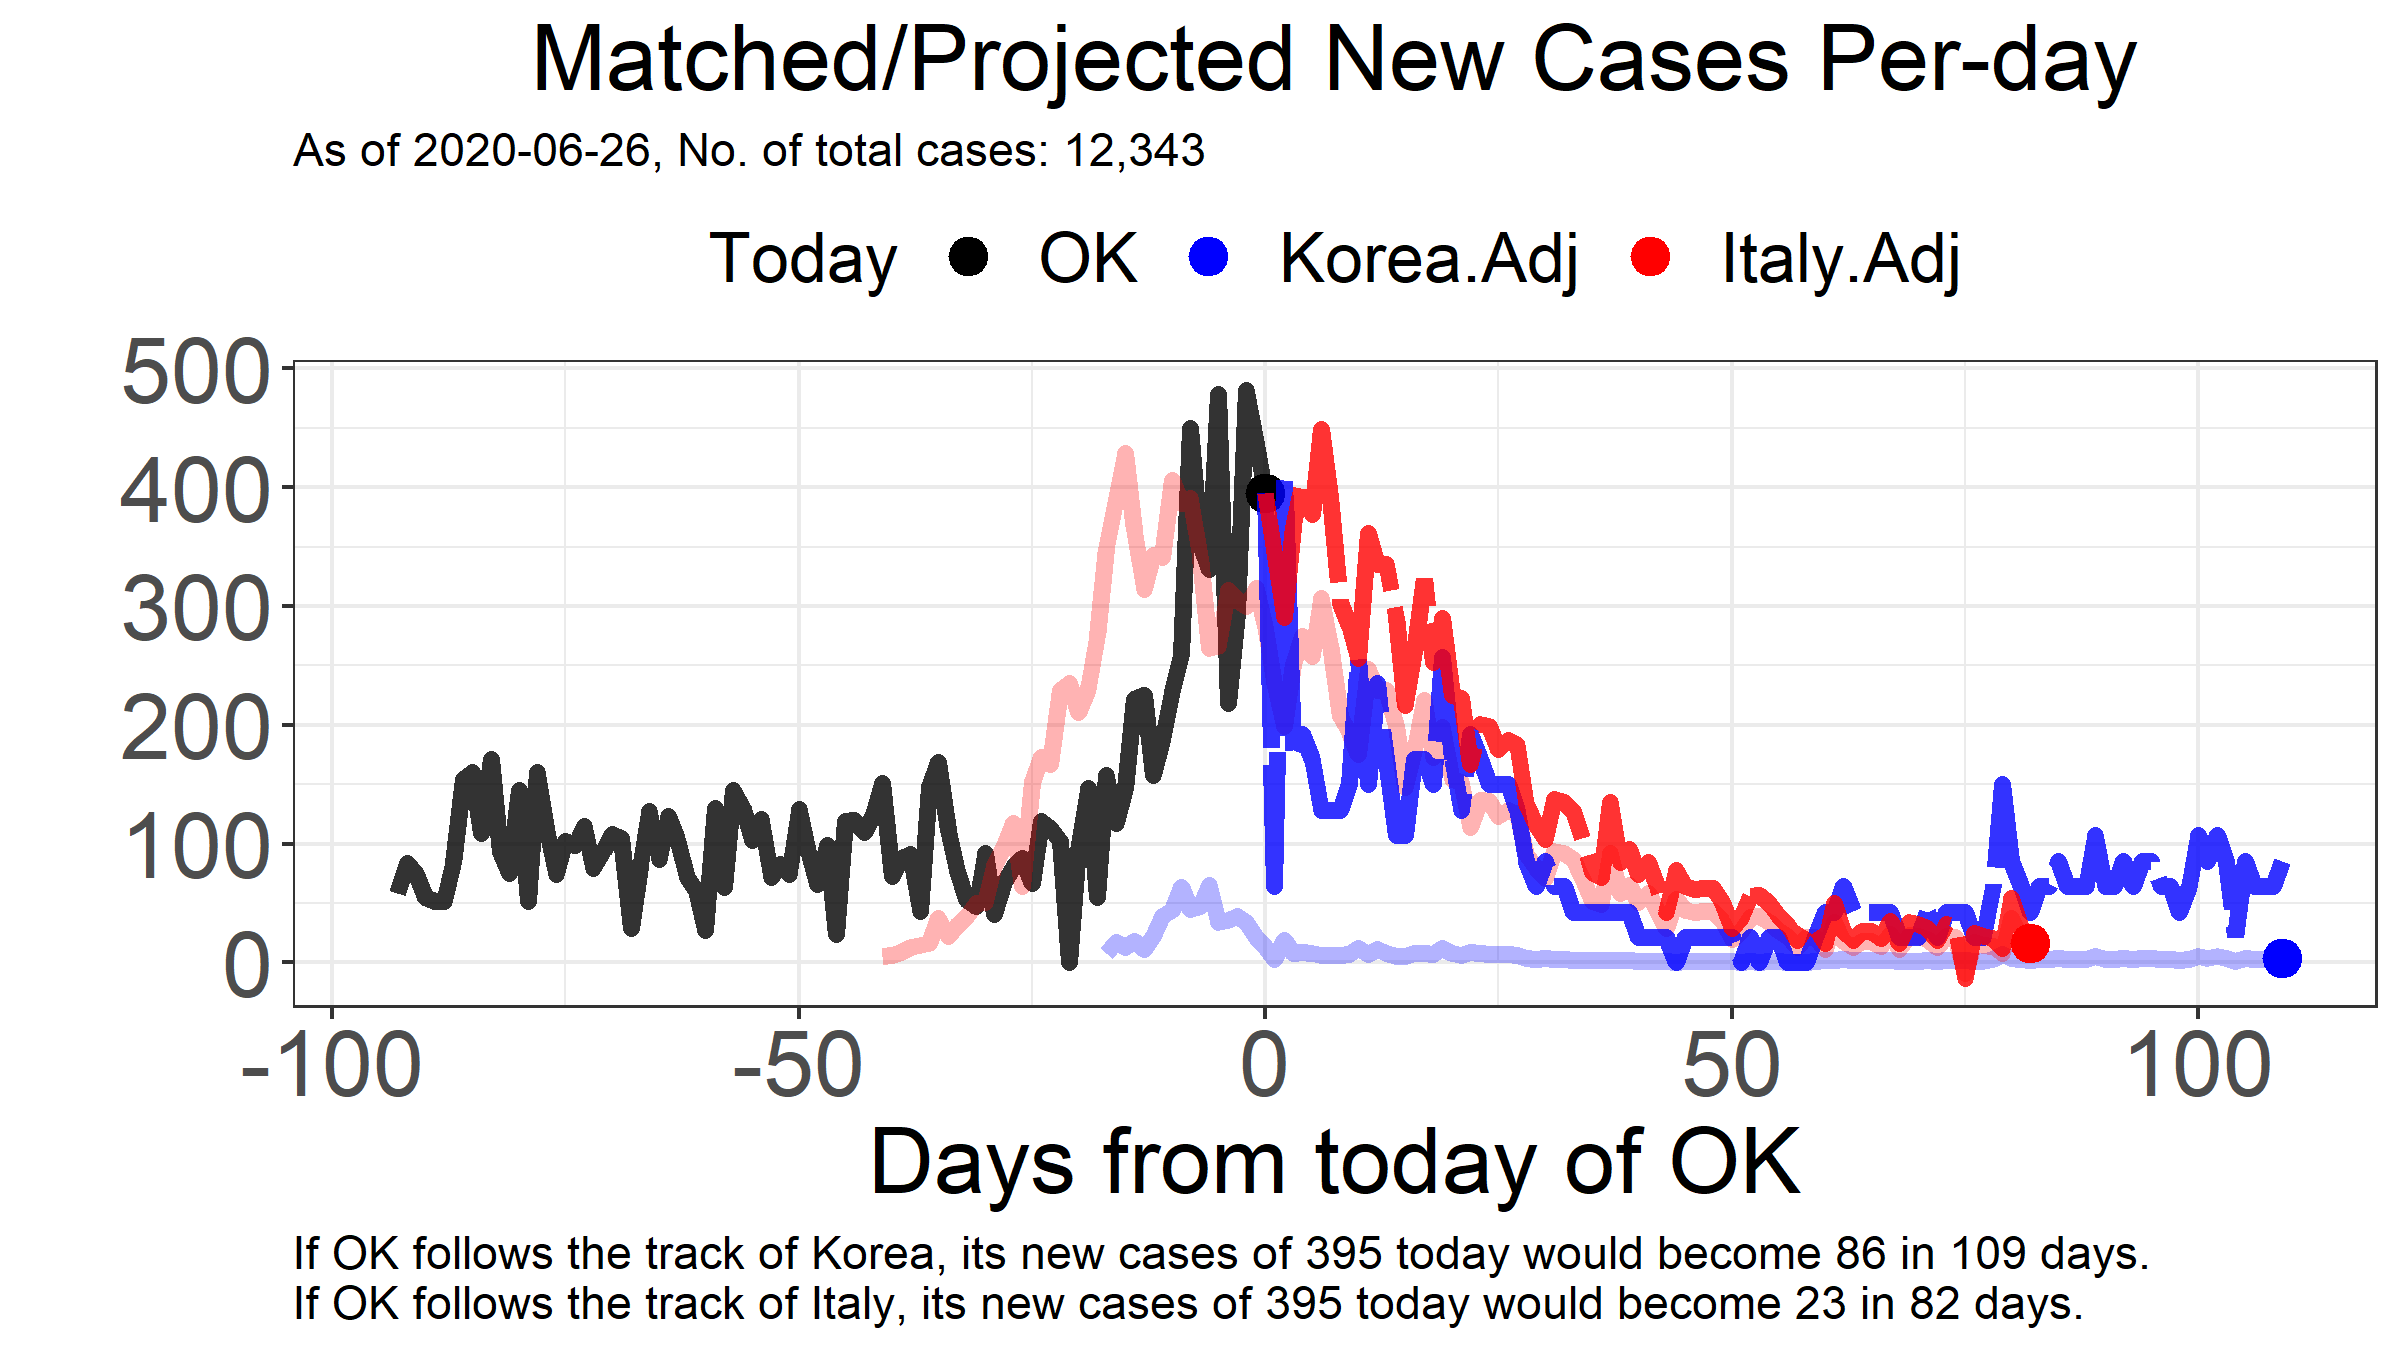 Matched/Projected New Cases Per-day
As of 2020-06-26, No. of total cases: 12,343
Today OK Korea.Adj Italy.Adj
500
400
300
200
100
0
-100 -50 0 50 100
Days from today of OK
If OK follows the track of Korea, its new cases of 395 today would become 86 in 109 days.
If OK follows the track of Italy, its new cases of 395 today would become 23 in 82 days.